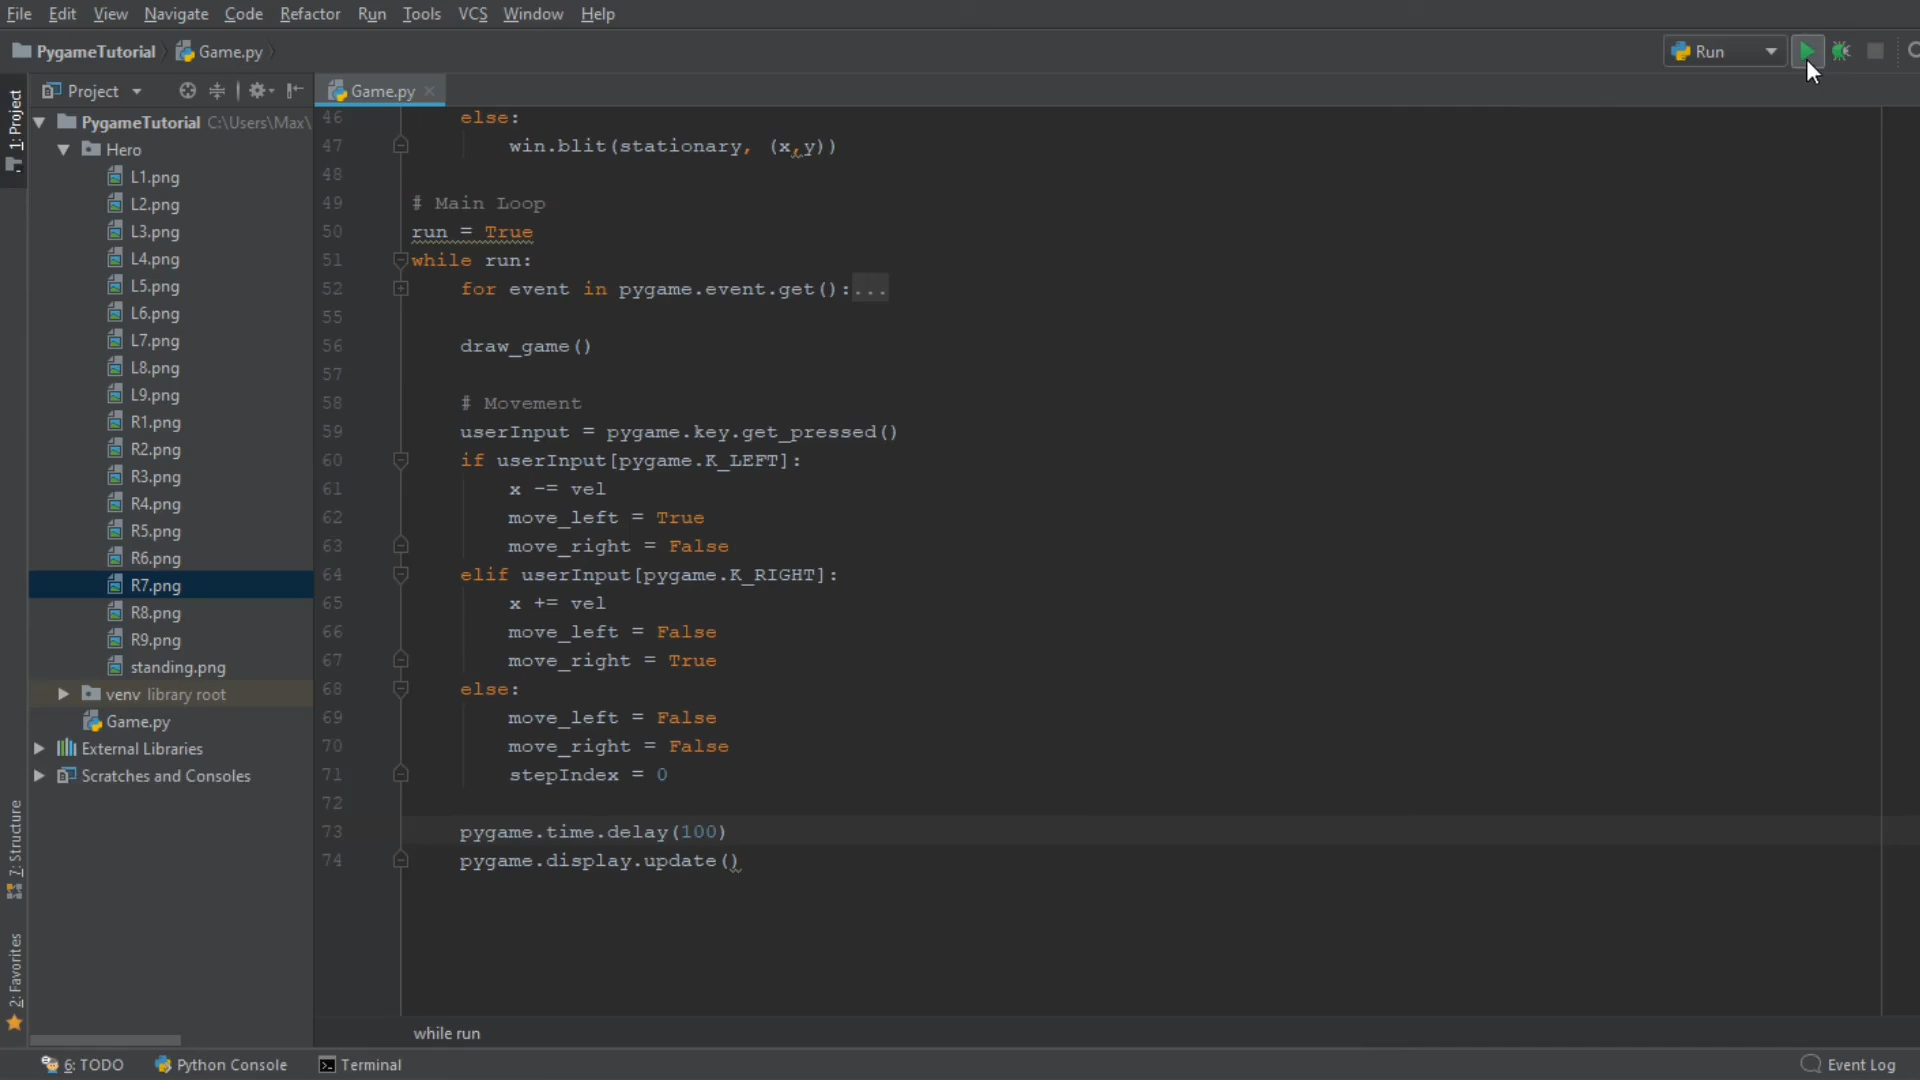 File Edit View Navigate Code Refactor Run Tools VCS Window Help
PygameTutorial Game.py
Run
1: Project
Project
Game.py
PygameTutorial C:\Users\Max\
Hero
L1.png
L2.png
L3.png
L4.png
L5.png
L6.png
L7.png
L8.png
L9.png
R1.png
R2.png
R3.png
R4.png
R5.png
R6.png
R7.png
R8.png
R9.png
standing.png
venv library root
Game.py
External Libraries
Scratches and Consoles
7: Structure
2: Favorites
46 else:
47 win.blit(stationary, (x,y))
48
49 # Main Loop
50 run = True
51 while run:
52 for event in pygame.event.get():...
55
56 draw_game()
57
58 # Movement
59 userInput = pygame.key.get_pressed()
60 if userInput[pygame.K_LEFT]:
61 x -= vel
62 move_left = True
63 move_right = False
64 elif userInput[pygame.K_RIGHT]:
65 x += vel
66 move_left = False
67 move_right = True
68 else:
69 move_left = False
70 move_right = False
71 stepIndex = 0
72
73 pygame.time.delay(100)
74 pygame.display.update()
while run
6: TODO Python Console Terminal Event Log